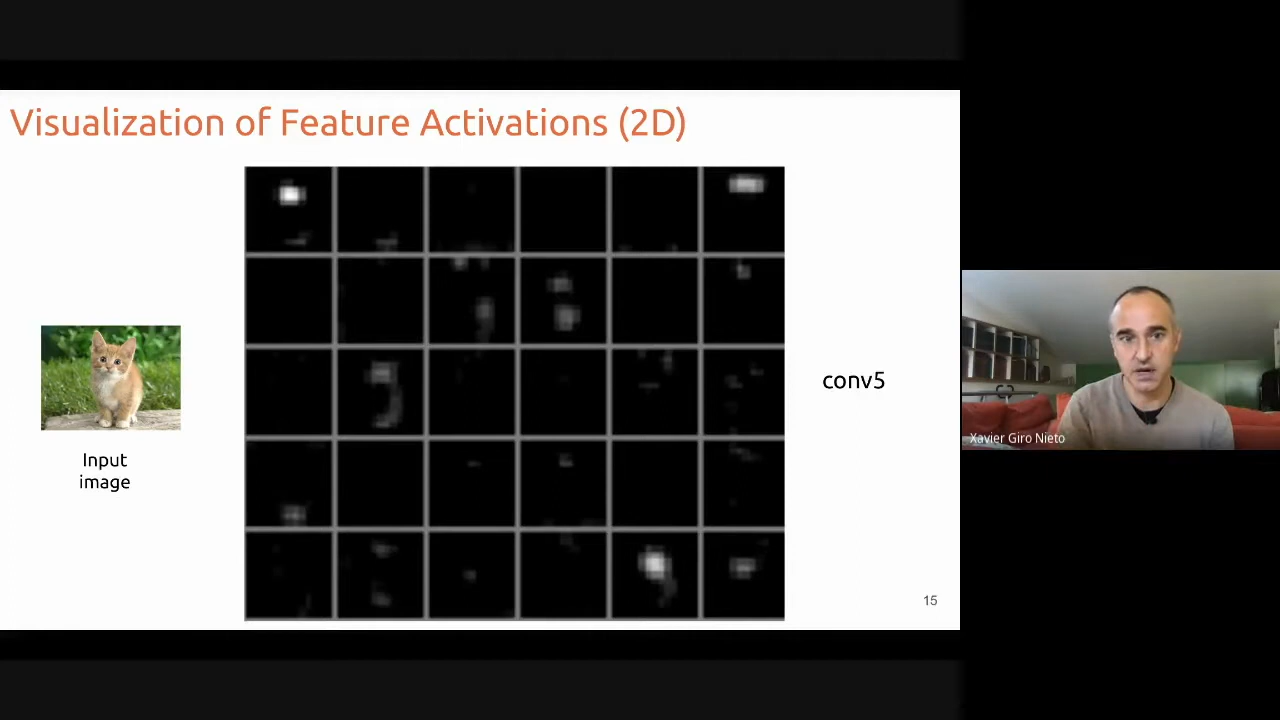 Visualization of Feature Activations (2D)
Input
image
conv5
15
Xavier Giro Nieto